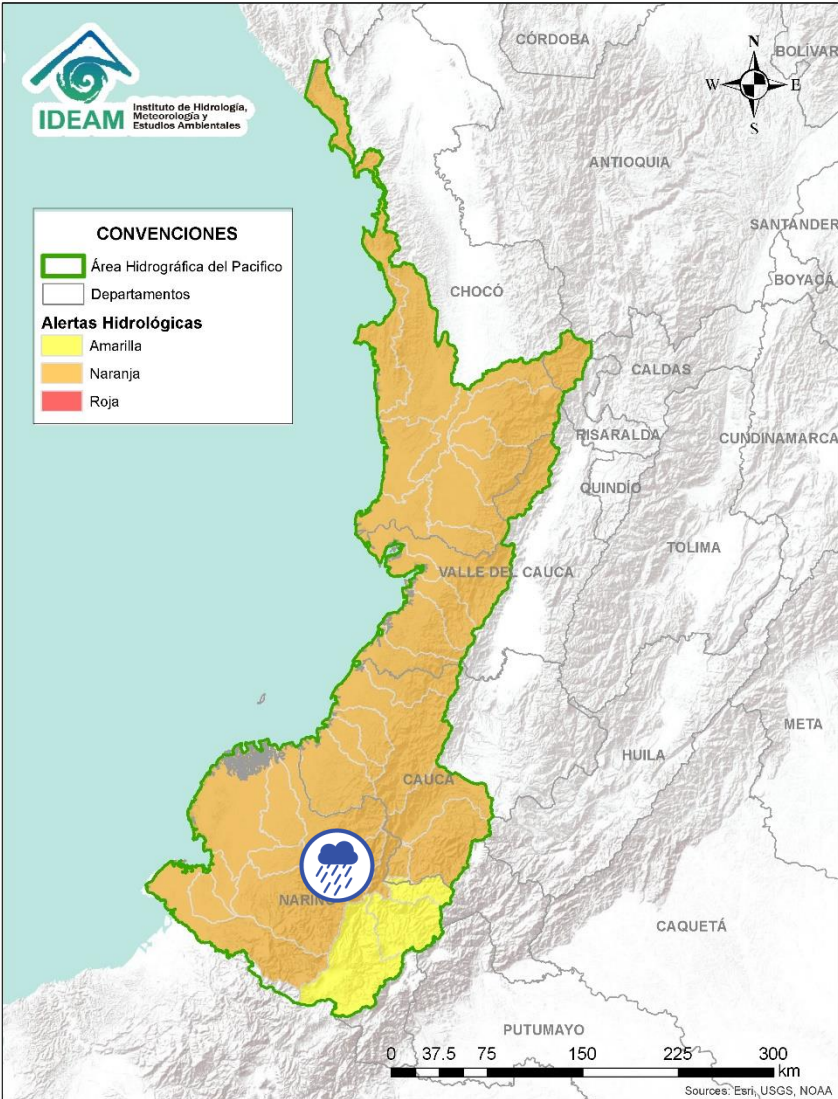 IDEAM
Instituto de Hidrología,
Meteorología y
Estudios Ambientales
N
W
E
S
CÓRDOBA
BOLÍVAR
ANTIOQUIA
SANTANDER
BOYACÁ
CONVENCIONES
Área Hidrográfica del Pacifico
Departamentos
Alertas Hidrológicas
Amarilla
Naranja
Roja
CHOCÓ
CALDAS
RISARALDA
CUNDINAMARCA
QUINDÍO
TOLIMA
VALLE DEL CAUCA
META
HUILA
CAUCA
NARIÑO
CAQUETÁ
PUTUMAYO
0 37.5 75 150 225 300
km
Sources: Esri, USGS, NOAA